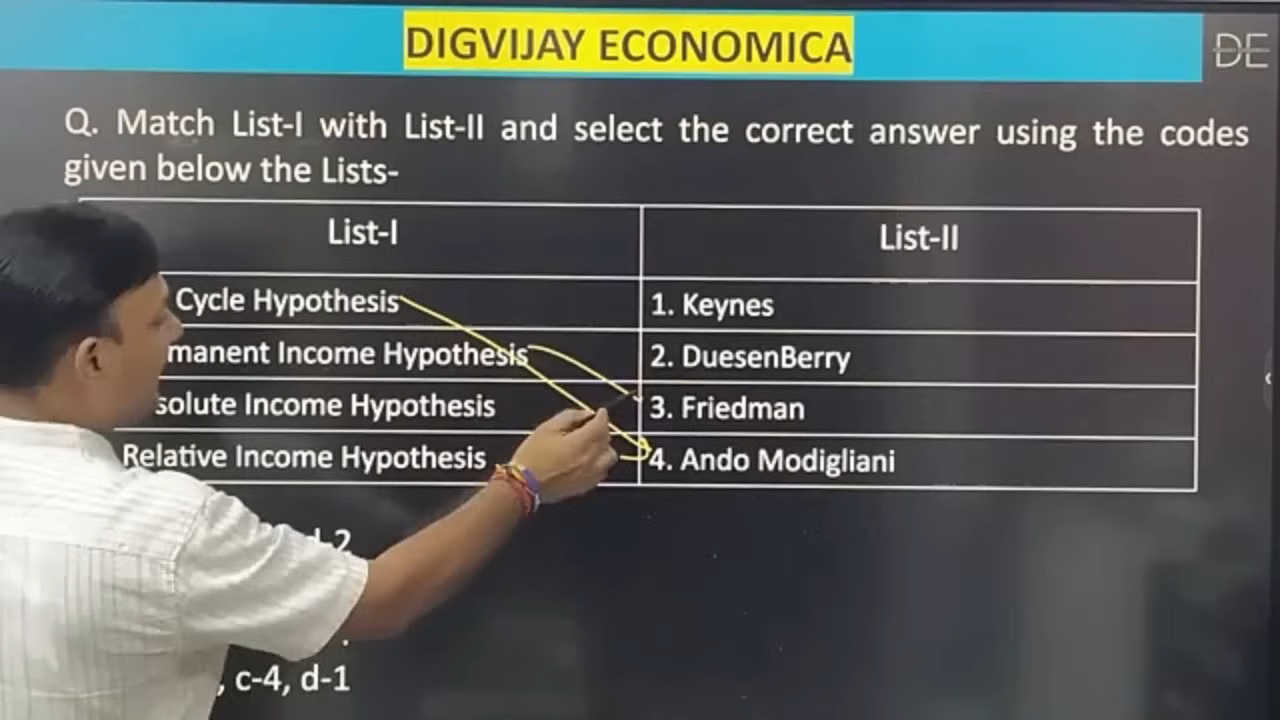 DIGVIJAY ECONOMICA
DE
Q. Match List-I with List-II and select the correct answer using the codes
given below the Lists-
List-I
List-II
Cycle Hypothesis
1. Keynes
manent Income Hypothesis
2. DuesenBerry
solute Income Hypothesis
3. Friedman
Relative Income Hypothesis
4. Ando Modigliani
d-2
, c-4, d-1